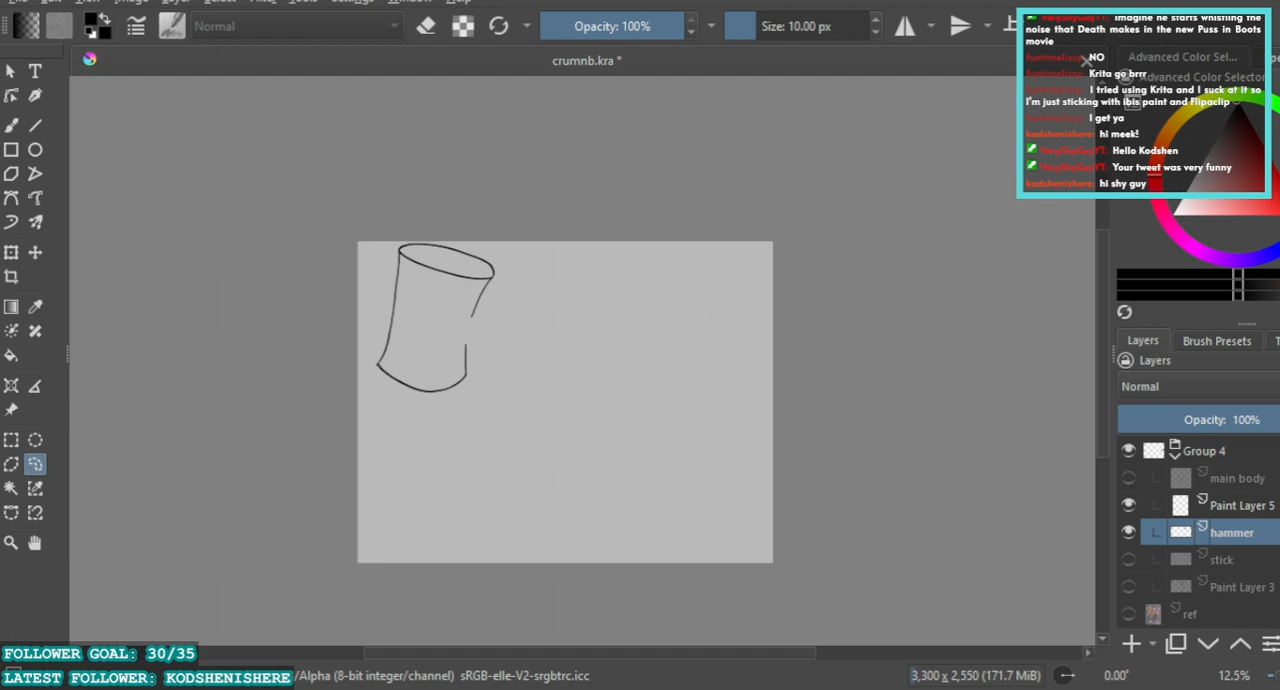 Normal
Opacity: 100%
Size: 10.00 px
crumnb.kra *
Imagine he starts whistling the
noise that Death makes in the new Puss in Boots
movie
funtimelizzy: NO
funtimelizzy: Krita go brrr
funtimelizzy: I tried using Krita and I suck at it so
I'm just sticking with ibis paint and Flipaclip
funtimelizzy: I get ya
kodshenishere: hi meek!
Hello Kodshen
Your tweet was very funny
kodshenishere: hi shy guy
Advanced Color Sel...
Advanced Color Selector
Layers
Brush Presets
Layers
Normal
Opacity: 100%
Group 4
main body
Paint Layer 5
hammer
stick
Paint Layer 3
ref
FOLLOWER GOAL: 30/35
LATEST FOLLOWER: KODSHENISHERE
/Alpha (8-bit integer/channel) sRGB-elle-V2-srgbtrc.icc
3,300 x 2,550 (171.7 MiB)
0.00°
12.5%